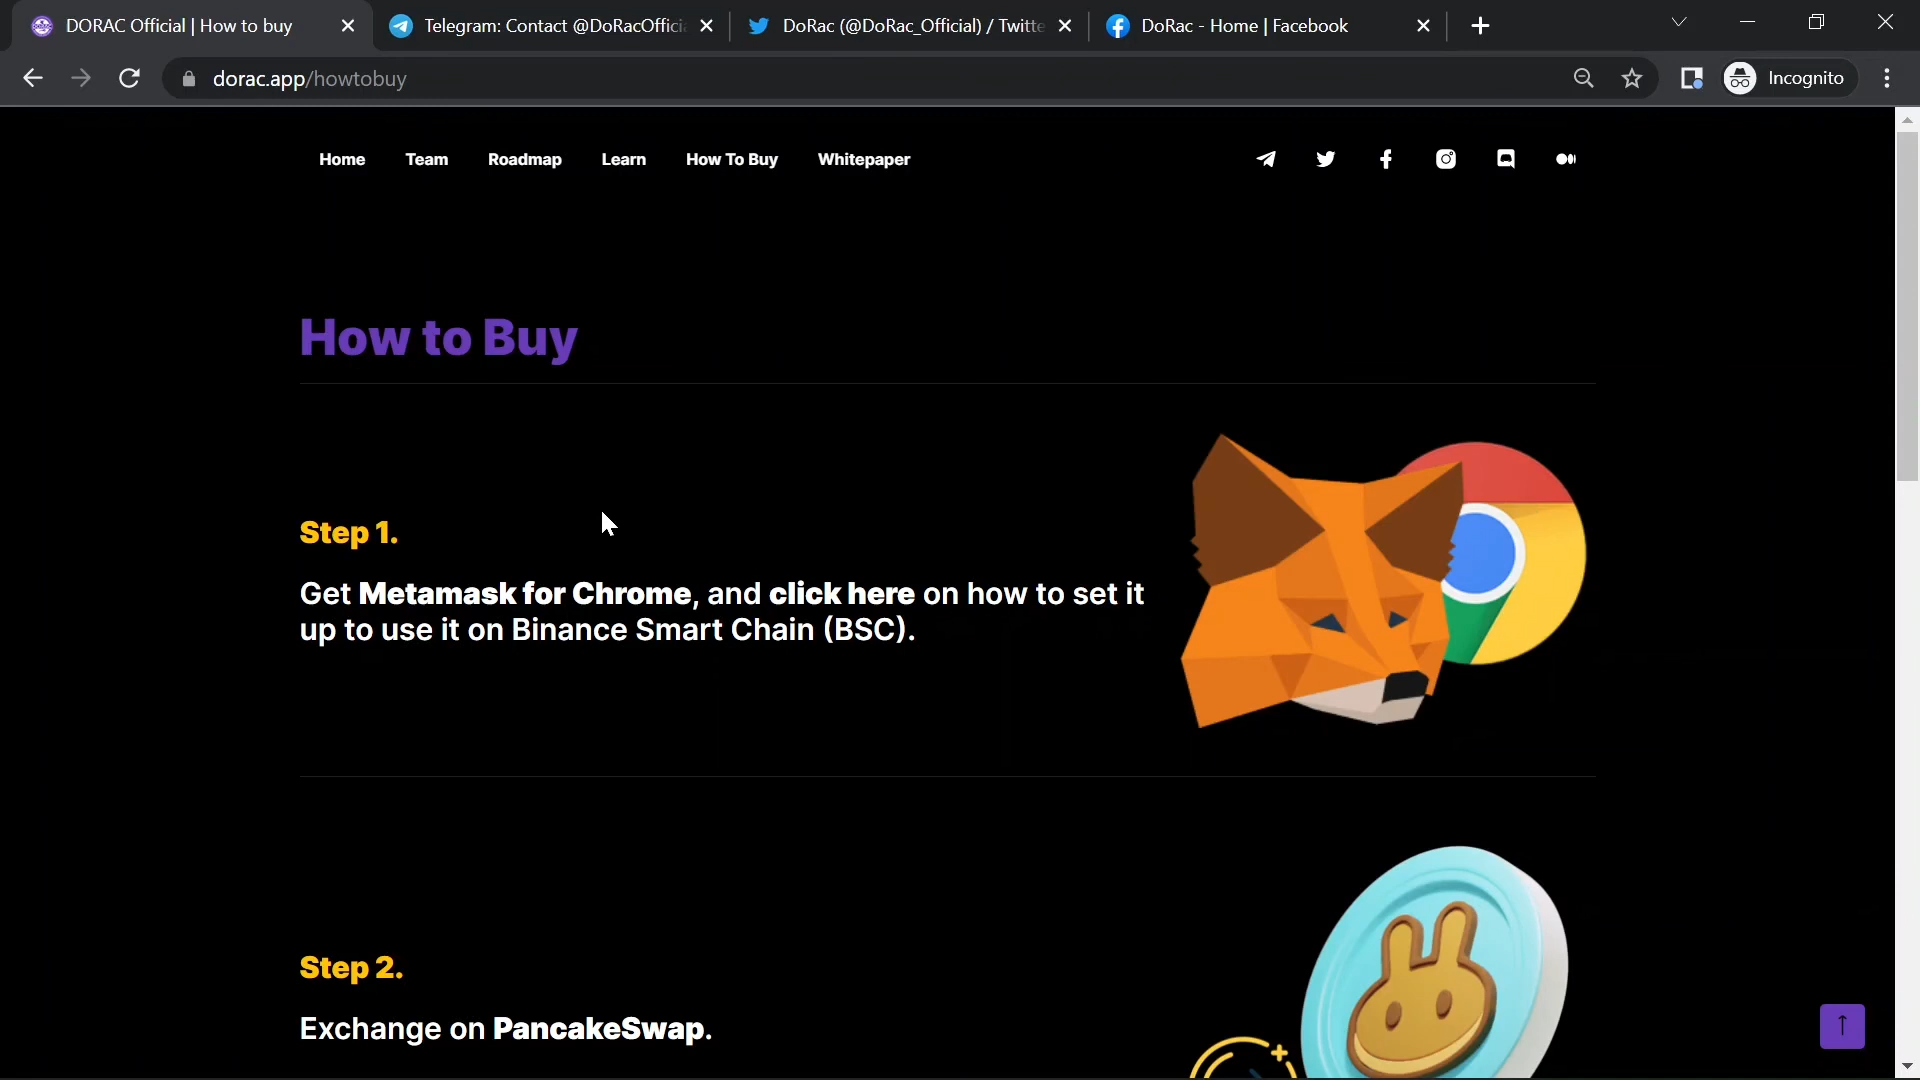 DORAC Official | How to buy
Telegram: Contact @DoRacOffici
DoRac (@DoRac_Official) / Twitte
DoRac - Home | Facebook
dorac.app/howtobuy
Incognito
Home Team Roadmap Learn How To Buy Whitepaper
How to Buy
Step 1.
Get Metamask for Chrome, and click here on how to set it
up to use it on Binance Smart Chain (BSC).
Step 2.
Exchange on PancakeSwap.